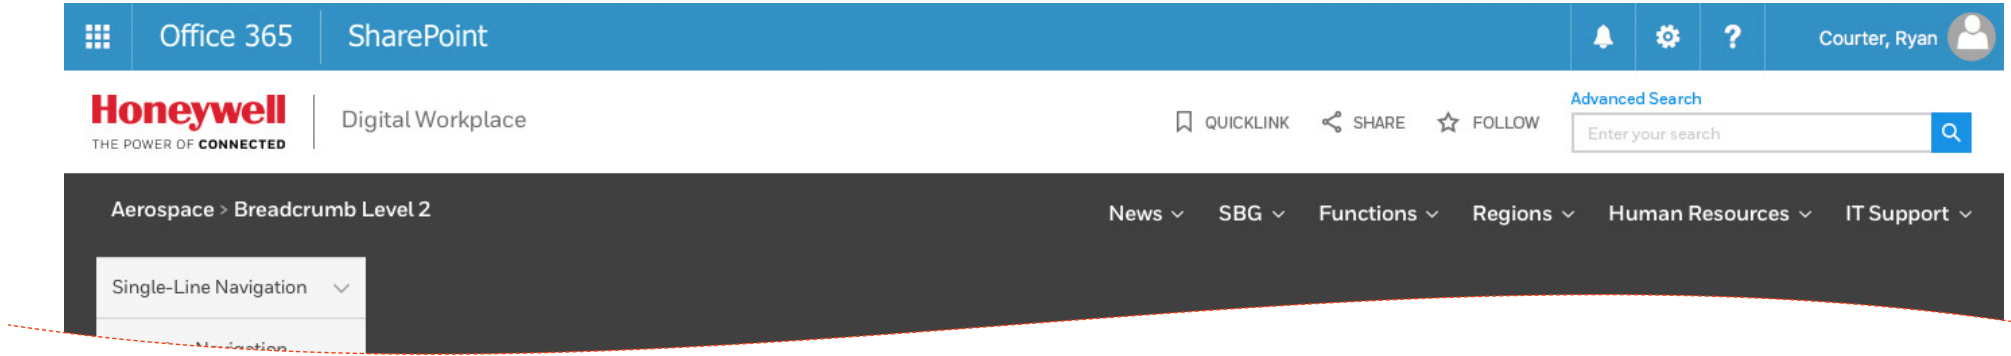 Office 365 SharePoint ? Courter, Ryan
Honeywell
THE POWER OF CONNECTED
Digital Workplace
QUICKLINK SHARE FOLLOW
Advanced Search
Enter your search
Aerospace > Breadcrumb Level 2
News SBG Functions Regions Human Resources IT Support
Single-Line Navigation
Navigation